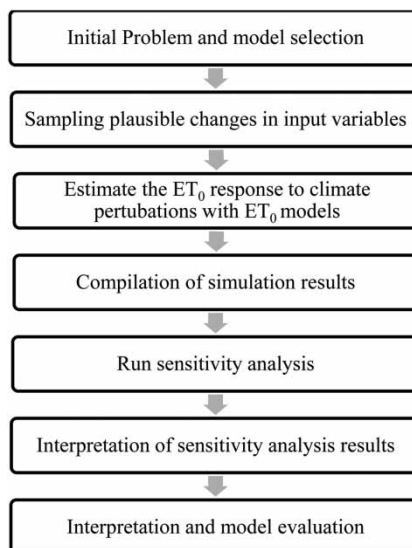 Initial Problem and model selection
Sampling plausible changes in input variables
Estimate the ET₀ response to climate
pertubations with ET₀ models
Compilation of simulation results
Run sensitivity analysis
Interpretation of sensitivity analysis results
Interpretation and model evaluation